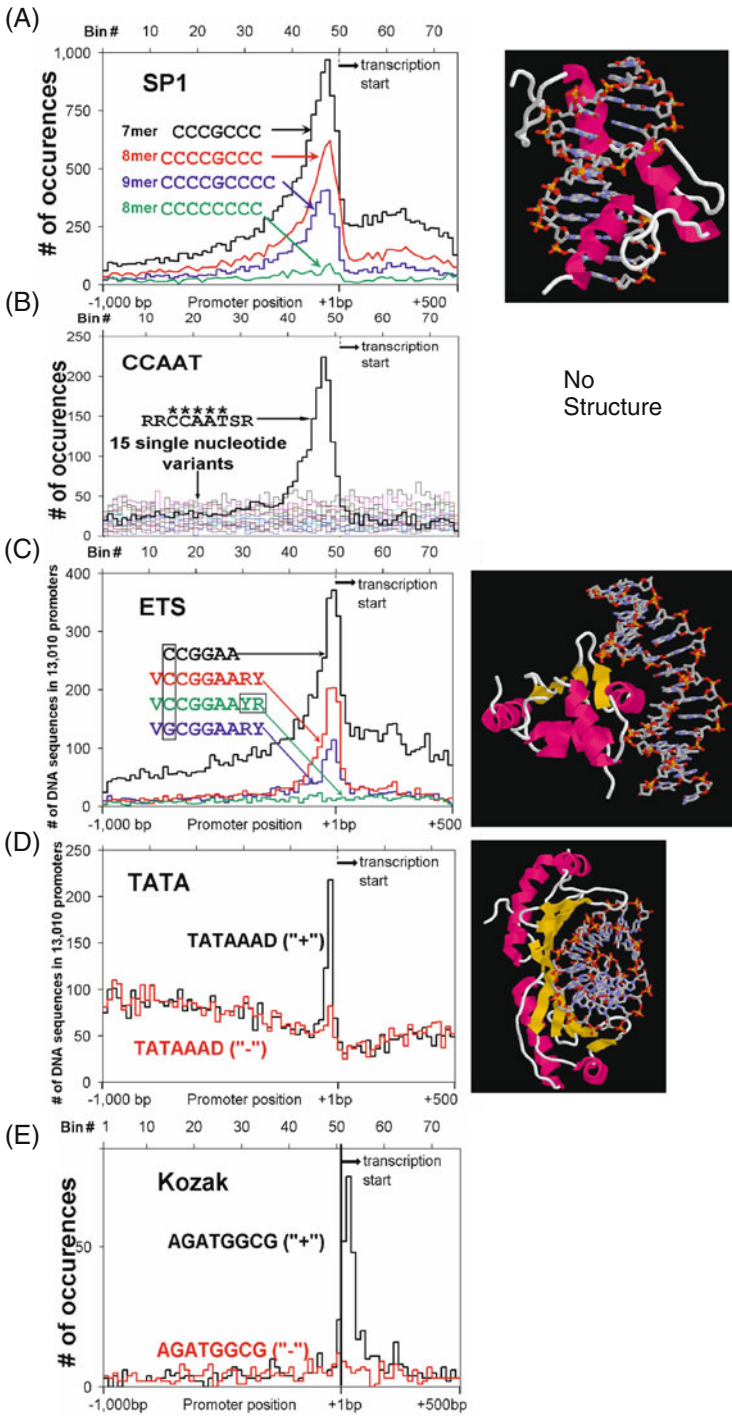 (A)
Bin # 10 20 30 40 50 60 70
1,000
750
500
250
0
# of occurences
SP1
transcription
start
7mer CCCGCCC
8mer CCCCGCCC
9mer CCCCGCCCC
8mer CCCCCCCC
-1,000 bp Promoter position +1bp +500
(B)
Bin # 10 20 30 40 50 60 70
250
200
150
100
50
0
# of occurences
CCAAT
transcription
start
*****
RRCCAATSR
15 single nucleotide
variants
No
Structure
(C)
Bin # 10 20 30 40 50 60 70
400
300
200
100
0
# of DNA sequences in 13,010 promoters
ETS
transcription
start
CCGGAA
VCCGGAARY
VCCGGAAYR
VGCGGAARY
-1,000 bp Promoter position +1bp +500
(D)
250
200
150
100
50
0
# of DNA sequences in 13,010 promoters
TATA
transcription
start
TATAAAD ("+")
TATAAAD ("-")
-1,000 bp Promoter position +1bp +500
(E)
Bin # 1 10 20 30 40 50 60 70
50
0
# of occurences
Kozak
transcription
start
AGATGGCG ("+")
AGATGGCG ("-")
-1,000bp Promoter position +1bp +500bp